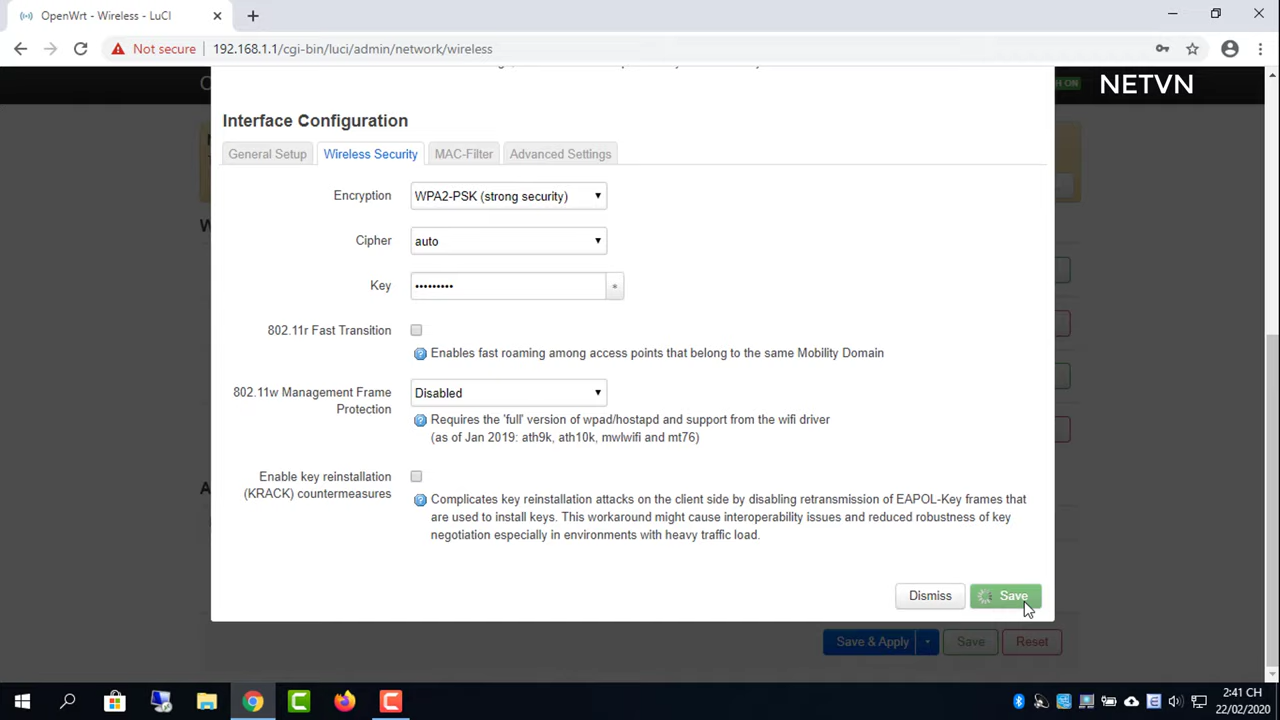 OpenWrt - Wireless - LuCI
Not secure
192.168.1.1/cgi-bin/luci/admin/network/wireless
NETVN
Interface Configuration
General Setup
Wireless Security
MAC-Filter
Advanced Settings
Encryption
WPA2-PSK (strong security)
Cipher
auto
Key
•••••••••
*
802.11r Fast Transition
Enables fast roaming among access points that belong to the same Mobility Domain
802.11w Management Frame
Protection
Disabled
Requires the 'full' version of wpad/hostapd and support from the wifi driver
(as of Jan 2019: ath9k, ath10k, mwlwifi and mt76)
Enable key reinstallation
(KRACK) countermeasures
Complicates key reinstallation attacks on the client side by disabling retransmission of EAPOL-Key frames that
are used to install keys. This workaround might cause interoperability issues and reduced robustness of key
negotiation especially in environments with heavy traffic load.
Dismiss
Save
Save & Apply
Save
Reset
2:41 CH
22/02/2020